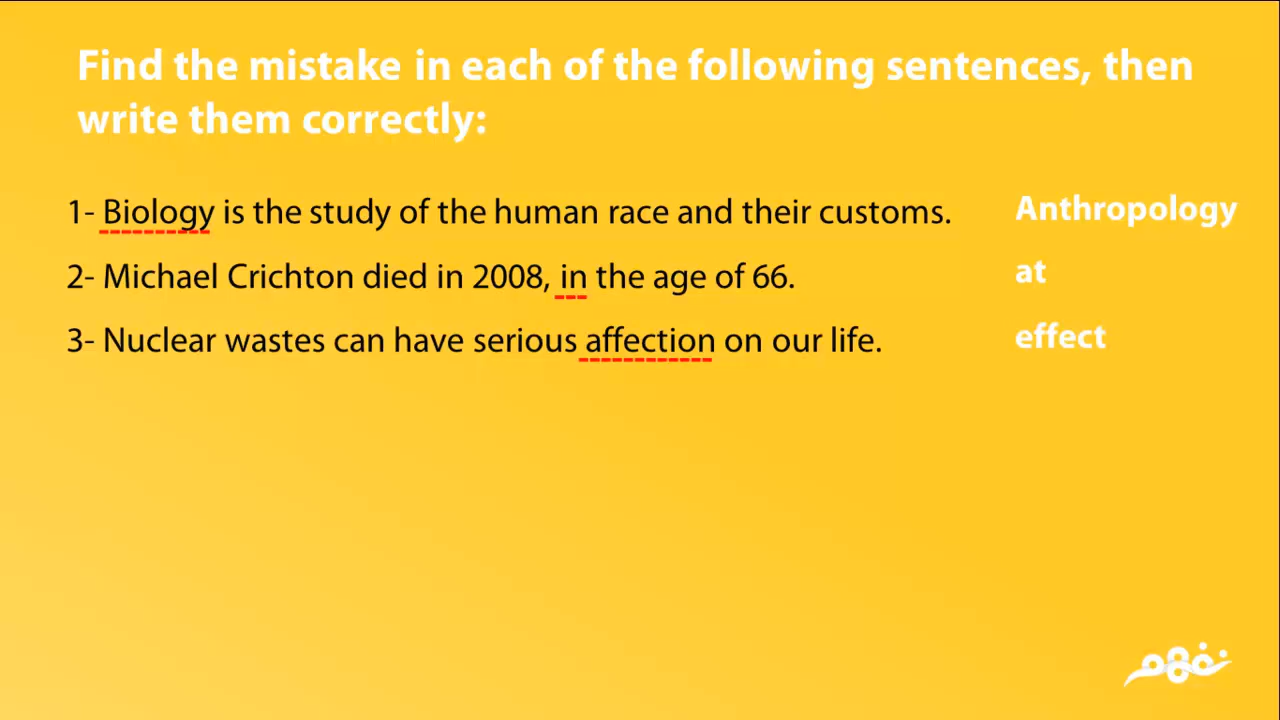 Find the mistake in each of the following sentences, then
write them correctly:
1- Biology is the study of the human race and their customs. Anthropology
2- Michael Crichton died in 2008, in the age of 66. at
3- Nuclear wastes can have serious affection on our life. effect
نفهم